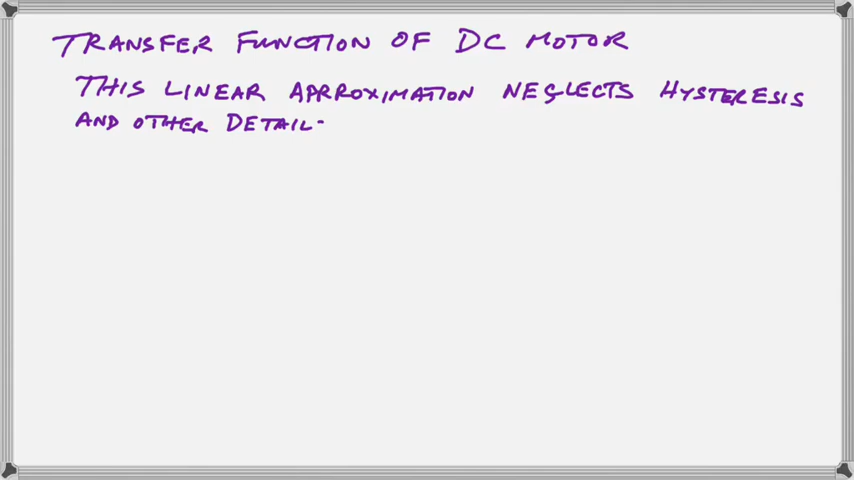 TRANSFER FUNCTION OF DC MOTOR
THIS LINEAR APPROXIMATION NEGLECTS HYSTERESIS
AND OTHER DETAIL